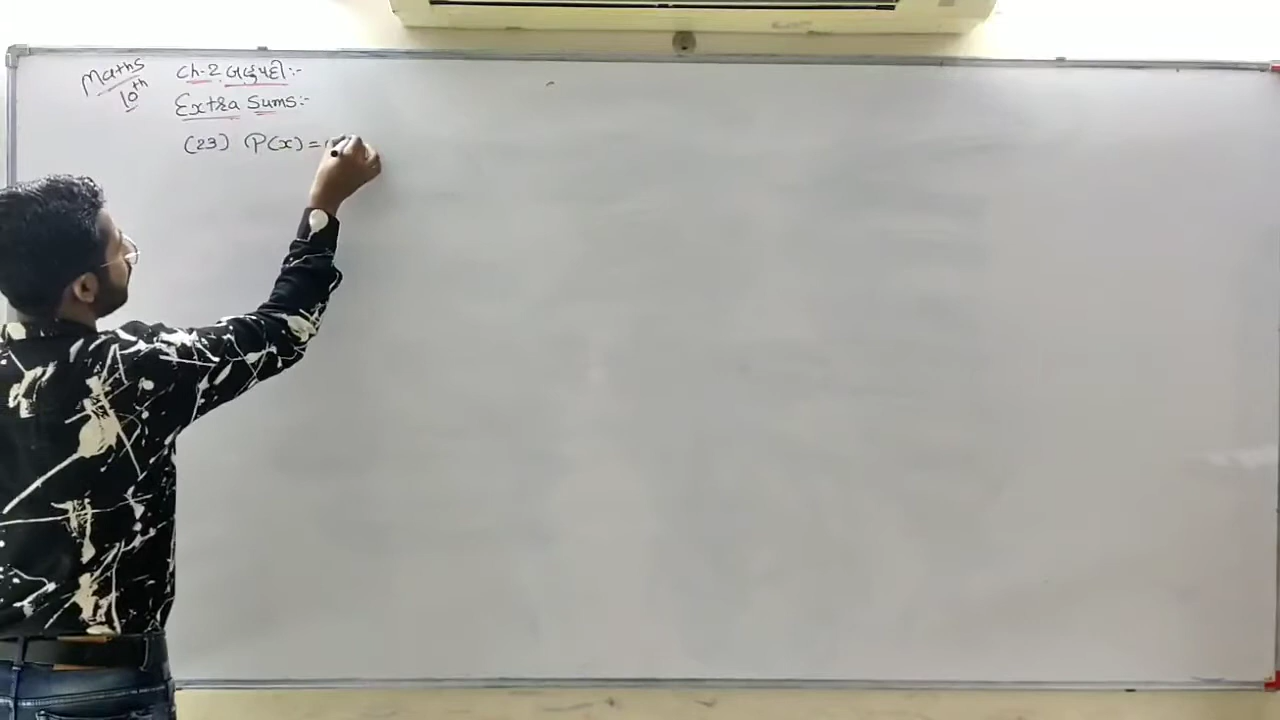 Maths
10th
Ch-2 બહુપદી:-
Extra Sums:-
(23) P(x) =